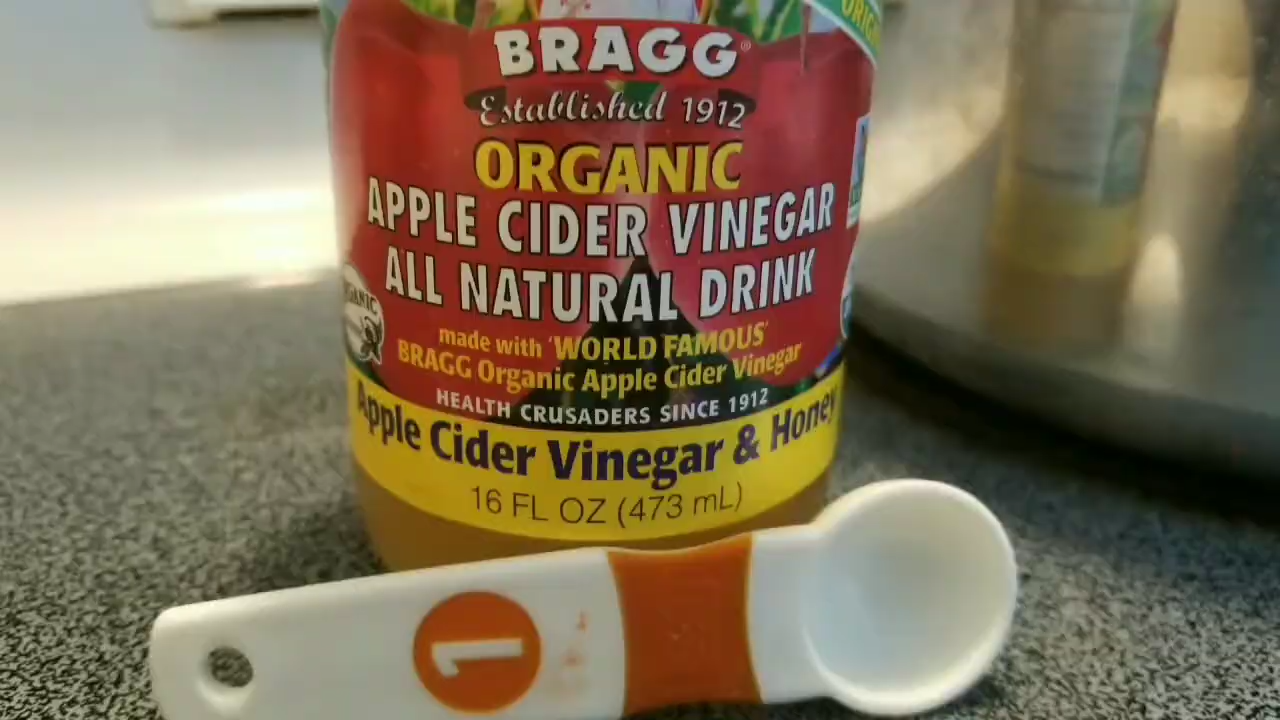 ORIG
BRAGG®
Established 1912
ORGANIC
APPLE CIDER VINEGAR
ALL NATURAL DRINK
made with 'WORLD FAMOUS'
BRAGG Organic Apple Cider Vinegar
HEALTH CRUSADERS SINCE 1912
Apple Cider Vinegar & Honey
16 FL OZ (473 mL)
1